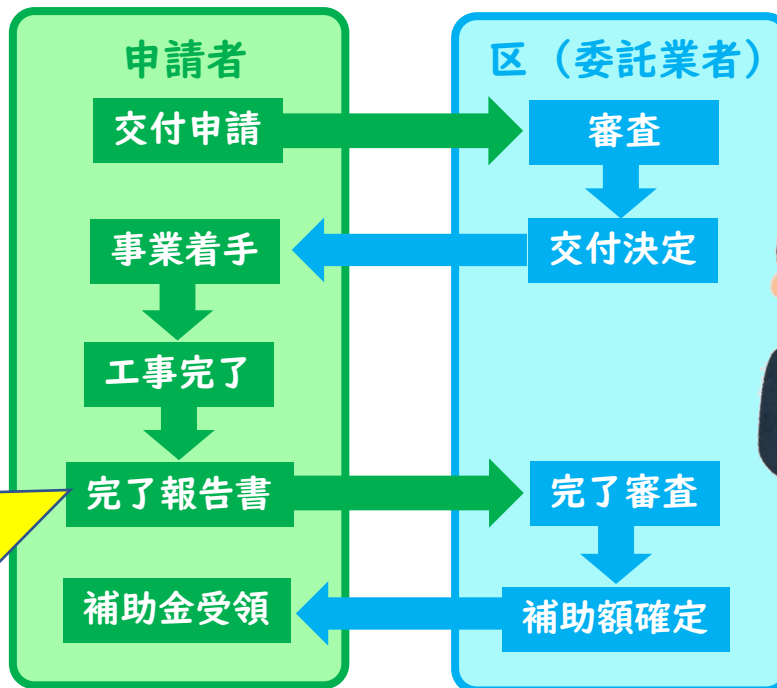 申請者
区（委託業者）
交付申請
審査
事業着手
交付決定
工事完了
完了報告書
完了審査
補助金受領
補助額確定